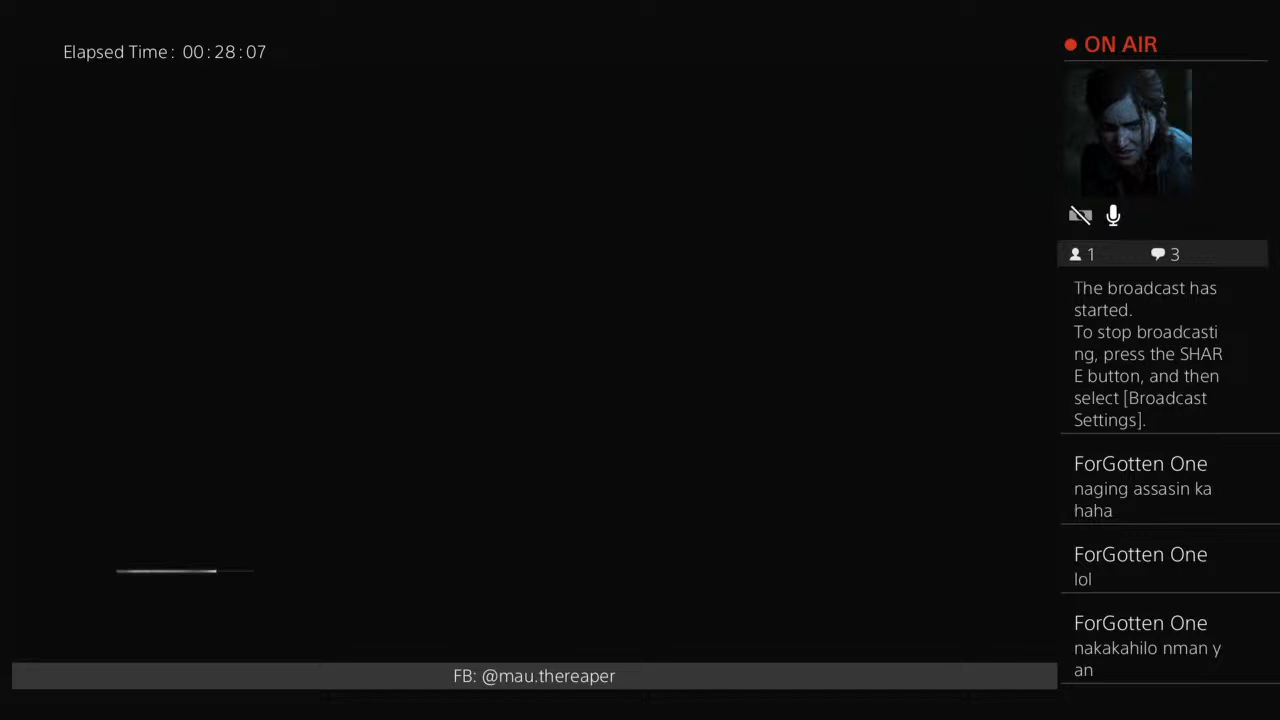 Elapsed Time: 00:28:07
ON AIR
1
3
The broadcast has
started.
To stop broadcasti
ng, press the SHAR
E button, and then
select [Broadcast
Settings].
ForGotten One
naging assasin ka
haha
ForGotten One
lol
ForGotten One
nakakahilo nman y
an
FB: @mau.thereaper